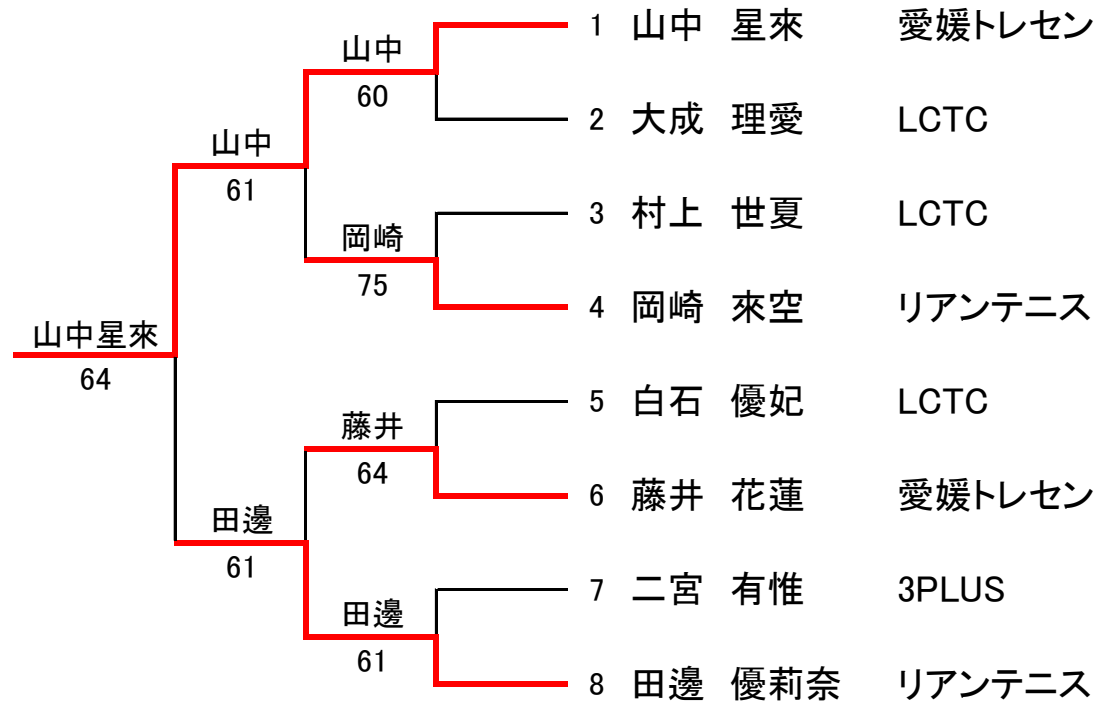 1 山中 星來 愛媛トレセン
山中
60
2 大成 理愛 LCTC
山中
61
3 村上 世夏 LCTC
岡崎
75
4 岡崎 來空 リアンテニス
山中星來
64
5 白石 優妃 LCTC
藤井
64
6 藤井 花蓮 愛媛トレセン
田邊
61
7 二宮 有惟 3PLUS
田邊
61
8 田邊 優莉奈 リアンテニス